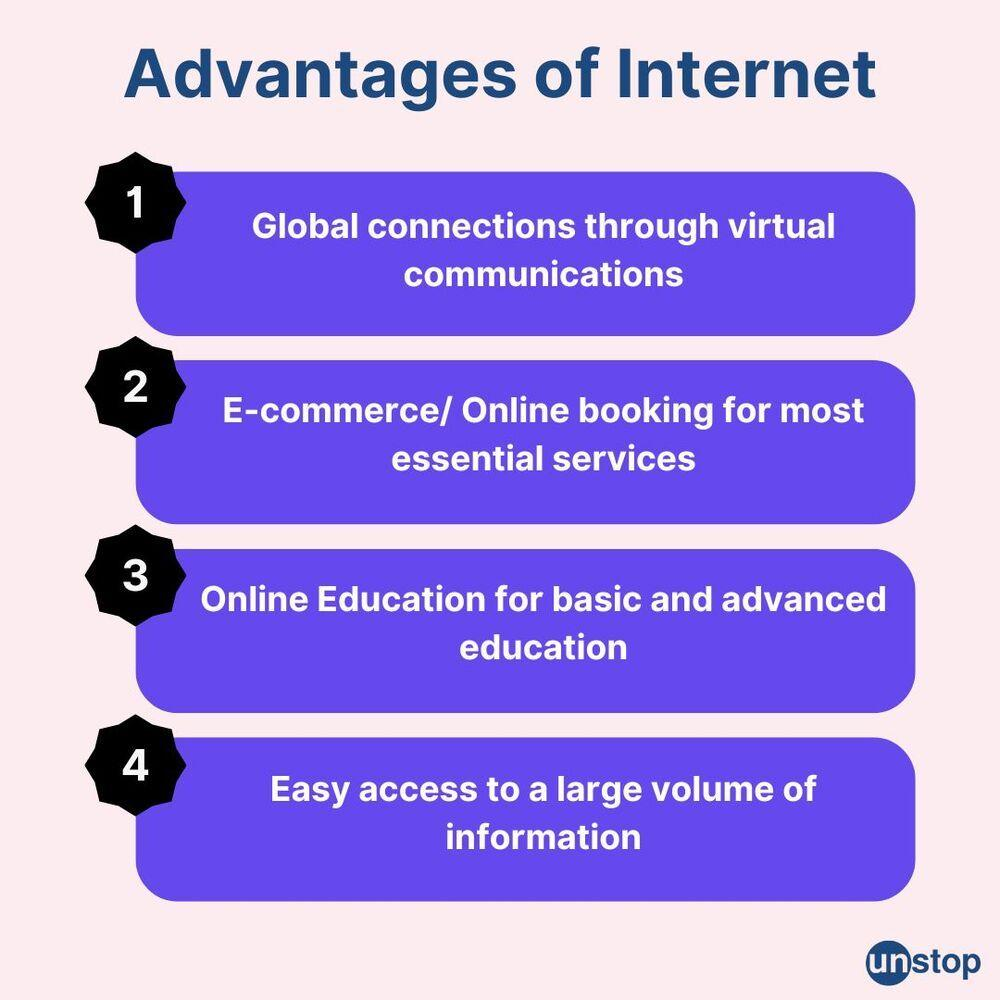 Advantages of Internet
1
Global connections through virtual
communications
2
E-commerce/ Online booking for most
essential services
3
Online Education for basic and advanced
education
4
Easy access to a large volume of
information
unstop